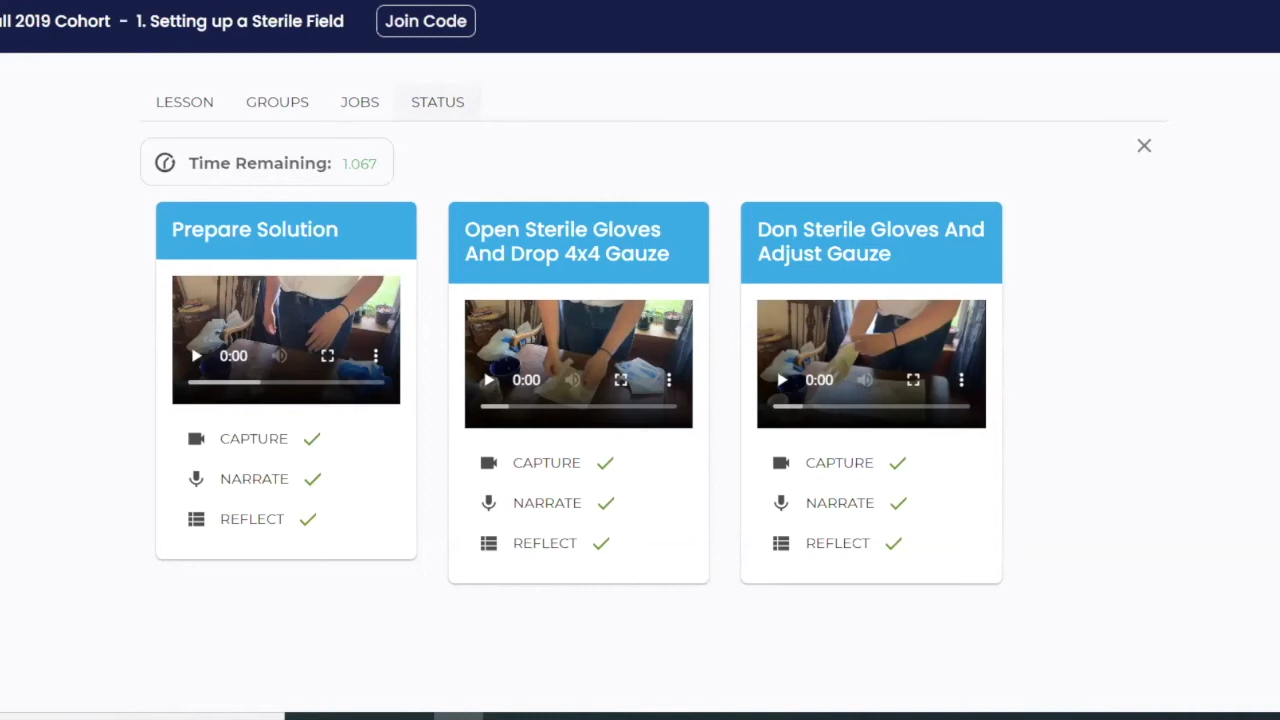 ll 2019 Cohort - 1. Setting up a Sterile Field
Join Code
LESSON
GROUPS
JOBS
STATUS
Time Remaining: 1.067
Prepare Solution
0:00
CAPTURE
NARRATE
REFLECT
Open Sterile Gloves
And Drop 4x4 Gauze
0:00
CAPTURE
NARRATE
REFLECT
Don Sterile Gloves And
Adjust Gauze
0:00
CAPTURE
NARRATE
REFLECT